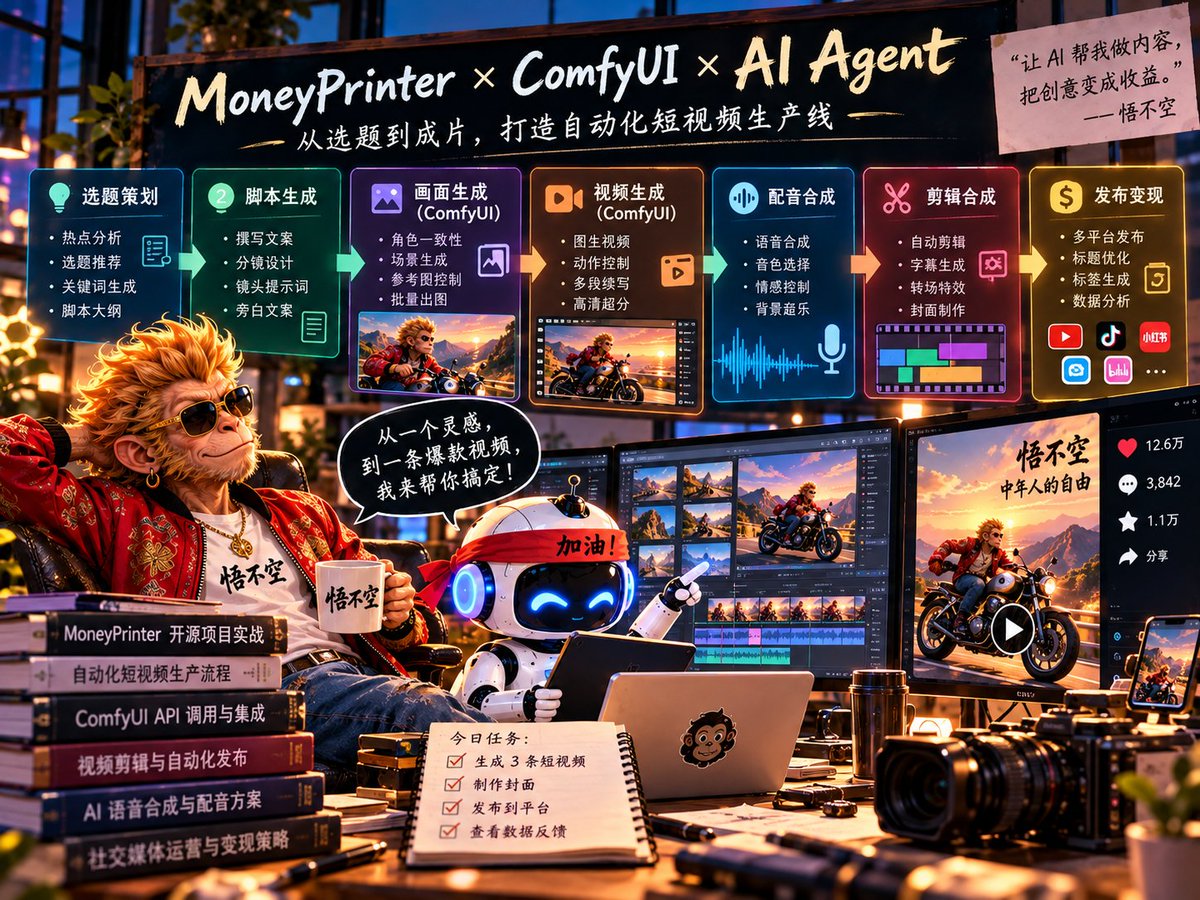 MoneyPrinter × ComfyUI × AI Agent
从选题到成片，打造自动化短视频生产线
“让 AI 帮我做内容，
把创意变成收益。”
—— 悟不空
选题策划
• 热点分析
• 选题推荐
• 关键词生成
• 脚本大纲
2 脚本生成
• 撰写文案
• 分镜设计
• 镜头提示词
• 旁白文案
画面生成
（ComfyUI）
• 角色一致性
• 场景生成
• 参考图控制
• 批量出图
视频生成
（ComfyUI）
• 图生视频
• 动作控制
• 多段续写
• 高清超分
配音合成
• 语音合成
• 音色选择
• 情感控制
• 背景音乐
剪辑合成
• 自动剪辑
• 字幕生成
• 转场特效
• 封面制作
$ 发布变现
• 多平台发布
• 标题优化
• 标签生成
• 数据分析
小红书
从一个灵感，
到一条爆款视频，
我来帮你搞定！
加油！
悟不空
悟不空
悟不空
中年人的自由
12.6万
3,842
1.1万
分享
MoneyPrinter 开源项目实战
自动化短视频生产流程
ComfyUI API 调用与集成
视频剪辑与自动化发布
AI 语音合成与配音方案
社交媒体运营与变现策略
今日任务：
生成 3 条短视频
制作封面
发布到平台
查看数据反馈